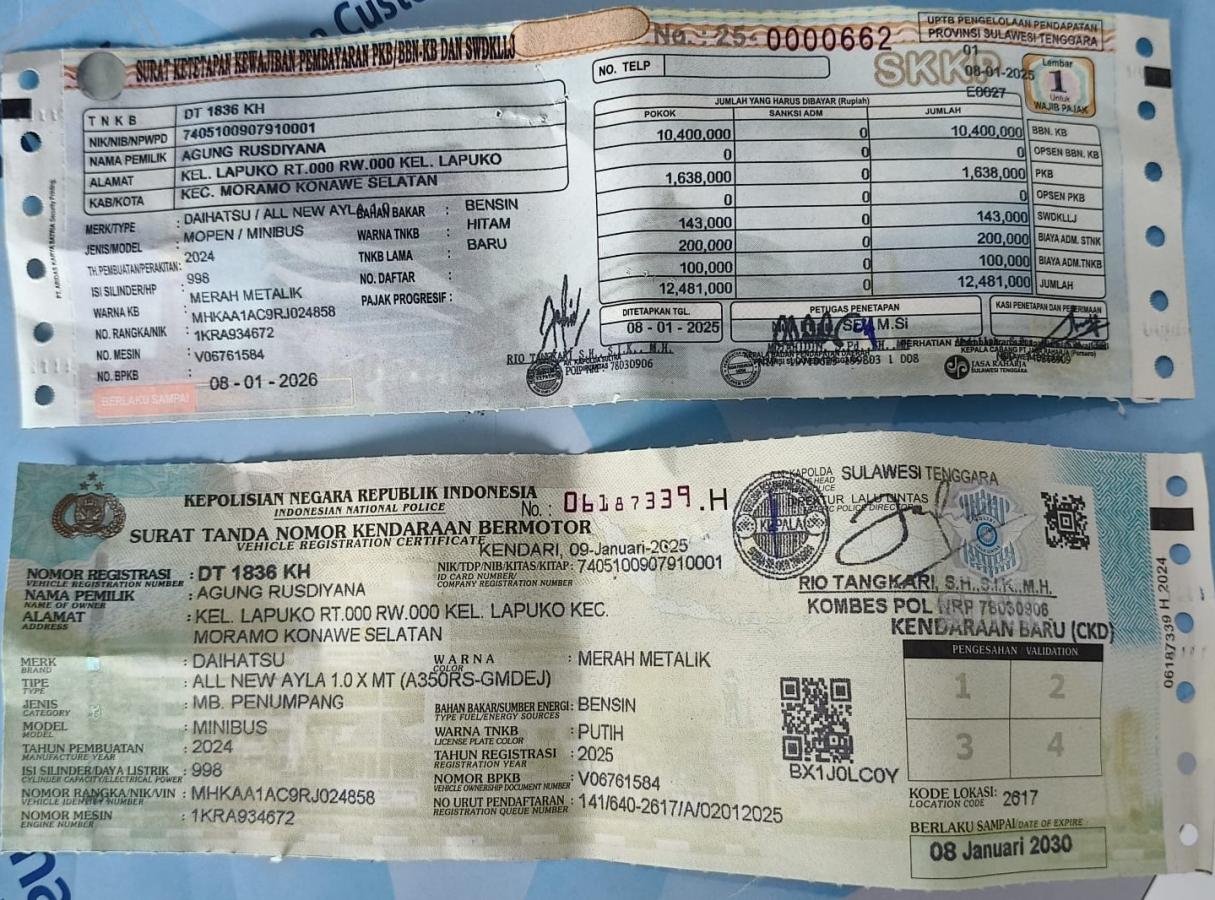 SURAT KETETAPAN KEWAJIBAN PEMBAYARAN PKB/BBN-KB DAN SWDKLLJ
No. : 25- 0000662
UPTB PENGELOLAAN PENDAPATAN
PROVINSI SULAWESI TENGGARA
SKKP
01
08-01-2025
E0027
Lembar
1
Untuk
WAJIB PAJAK
NO. TELP
TNKB DT 1836 KH
NIK/NIB/NPWPD 7405100907910001
NAMA PEMILIK AGUNG RUSDIYANA
ALAMAT KEL. LAPUKO RT.000 RW.000 KEL. LAPUKO
KAB/KOTA KEC. MORAMO KONAWE SELATAN
MERK/TYPE : DAIHATSU / ALL NEW AYLA 1.0
JENIS/MODEL : MOPEN / MINIBUS
TH.PEMBUATAN/PERAKITAN : 2024
ISI SILINDER/HP : 998
WARNA KB : MERAH METALIK
NO. RANGKA/NIK : MHKAA1AC9RJ024858
NO. MESIN : 1KRA934672
NO. BPKB : V06761584
BERLAKU SAMPAI 08 - 01 - 2026
BAHAN BAKAR : BENSIN
WARNA TNKB : HITAM
TNKB LAMA : BARU
NO. DAFTAR :
PAJAK PROGRESIF :
JUMLAH YANG HARUS DIBAYAR (Rupiah)
POKOK SANKSI ADM JUMLAH
10,400,000 0 10,400,000 BBN. KB
0 0 0 OPSEN BBN. KB
1,638,000 0 1,638,000 PKB
0 0 0 OPSEN PKB
143,000 0 143,000 SWDKLLJ
200,000 0 200,000 BIAYA ADM. STNK
100,000 0 100,000 BIAYA ADM.TNKB
12,481,000 0 12,481,000 JUMLAH
DITETAPKAN TGL.
08 - 01 - 2025
PETUGAS PENETAPAN
KASI PENETAPAN DAN PENERIMAAN
RIO TANGKARI S.H., S.I.K., M.H.
78030906
JASA RAHARJA
SULAWESI TENGGARA
KEPOLISIAN NEGARA REPUBLIK INDONESIA
INDONESIAN NATIONAL POLICE
No. : 06187339.H
SURAT TANDA NOMOR KENDARAAN BERMOTOR
VEHICLE REGISTRATION CERTIFICATE
KENDARI, 09-Januari-2025
NOMOR REGISTRASI : DT 1836 KH
VEHICLE REGISTRATION NUMBER
NAMA PEMILIK : AGUNG RUSDIYANA
NAME OF OWNER
ALAMAT : KEL. LAPUKO RT.000 RW.000 KEL. LAPUKO KEC.
ADDRESS
MORAMO KONAWE SELATAN
NIK/TDP/NIB/KITAS/KITAP : 7405100907910001
ID CARD NUMBER/
COMPANY REGISTRATION NUMBER
MERK : DAIHATSU
BRAND
TIPE : ALL NEW AYLA 1.0 X MT (A350RS-GMDEJ)
TYPE
JENIS : MB. PENUMPANG
CATEGORY
MODEL : MINIBUS
MODEL
TAHUN PEMBUATAN : 2024
MANUFACTURE YEAR
ISI SILINDER/DAYA LISTRIK : 998
CYLINDER CAPACITY/ELECTRICAL POWER
NOMOR RANGKA/NIK/VIN : MHKAA1AC9RJ024858
VEHICLE IDENTITY NUMBER
NOMOR MESIN : 1KRA934672
ENGINE NUMBER
WARNA : MERAH METALIK
COLOR
BAHAN BAKAR/SUMBER ENERGI : BENSIN
TYPE FUEL/ENERGY SOURCES
WARNA TNKB : PUTIH
LICENSE PLATE COLOR
TAHUN REGISTRASI : 2025
REGISTRATION YEAR
NOMOR BPKB : V06761584
VEHICLE OWNERSHIP DOCUMENT NUMBER
NO URUT PENDAFTARAN : 141/640-2617/A/02012025
REGISTRATION QUEUE NUMBER
A.N. KAPOLDA SULAWESI TENGGARA
DIREKTUR LALU LINTAS
KEPALA
RIO TANGKARI, S.H.,S.I.K.,M.H.
KOMBES POL NRP 78030906
KENDARAAN BARU (CKD)
PENGESAHAN / VALIDATION
1 2
3 4
BX1J0LC0Y
KODE LOKASI : 2617
LOCATION CODE
BERLAKU SAMPAI/DATE OF EXPIRE
08 Januari 2030
06187339 H 2024